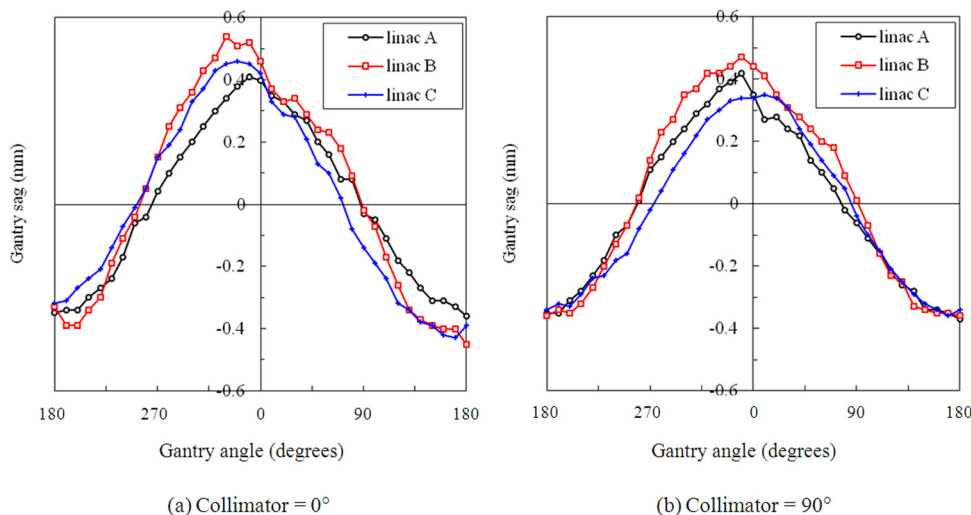 0.6
0.4
0.2
0
-0.2
-0.4
-0.6
Gantry sag (mm)
linac A
linac B
linac C
180 270 0 90 180
Gantry angle (degrees)
(a) Collimator = 0°
0.6
0.4
0.2
0
-0.2
-0.4
-0.6
Gantry sag (mm)
linac A
linac B
linac C
180 270 0 90 180
Gantry angle (degrees)
(b) Collimator = 90°